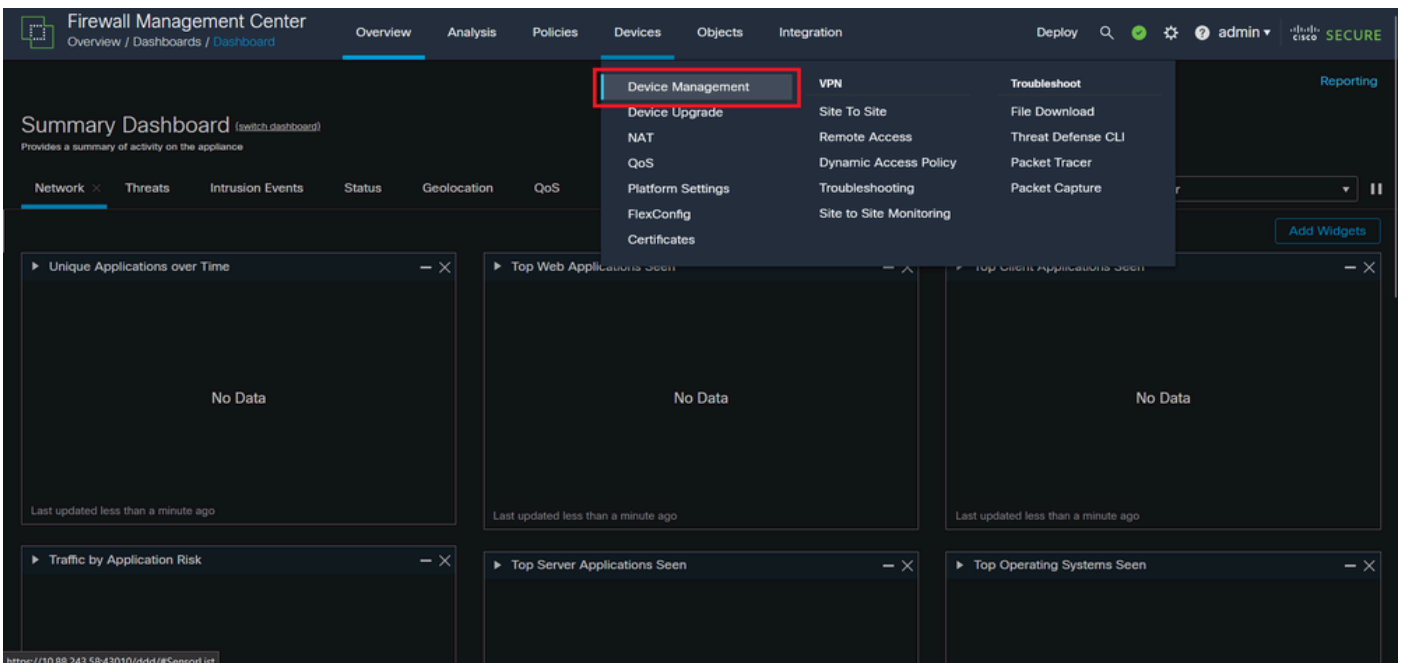 Firewall Management Center
Overview / Dashboards / Dashboard
Overview
Analysis
Policies
Devices
Objects
Integration
Deploy
admin
cisco SECURE
Reporting
Device Management
Device Upgrade
NAT
QoS
Platform Settings
FlexConfig
Certificates
VPN
Site To Site
Remote Access
Dynamic Access Policy
Troubleshooting
Site to Site Monitoring
Troubleshoot
File Download
Threat Defense CLI
Packet Tracer
Packet Capture
Summary Dashboard (switch dashboard)
Provides a summary of activity on the appliance
Network
Threats
Intrusion Events
Status
Geolocation
QoS
r
Add Widgets
Unique Applications over Time
No Data
Last updated less than a minute ago
Top Web Applications Seen
No Data
Last updated less than a minute ago
Top Client Applications Seen
No Data
Last updated less than a minute ago
Traffic by Application Risk
Top Server Applications Seen
Top Operating Systems Seen
https://10.88.243.58:43010/ddd/#SensorList